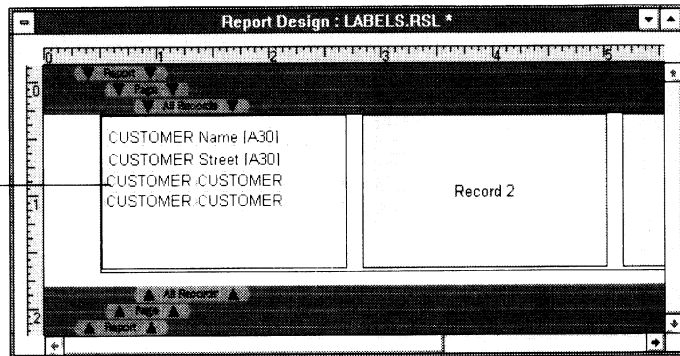 Report Design : LABELS.RSL *
0 1 2 3 4 5
Report
0
Page
All Records
CUSTOMER Name [A30]
CUSTOMER Street [A30]
CUSTOMER CUSTOMER
Record 2
1
CUSTOMER CUSTOMER
All Records
Page
2
Report